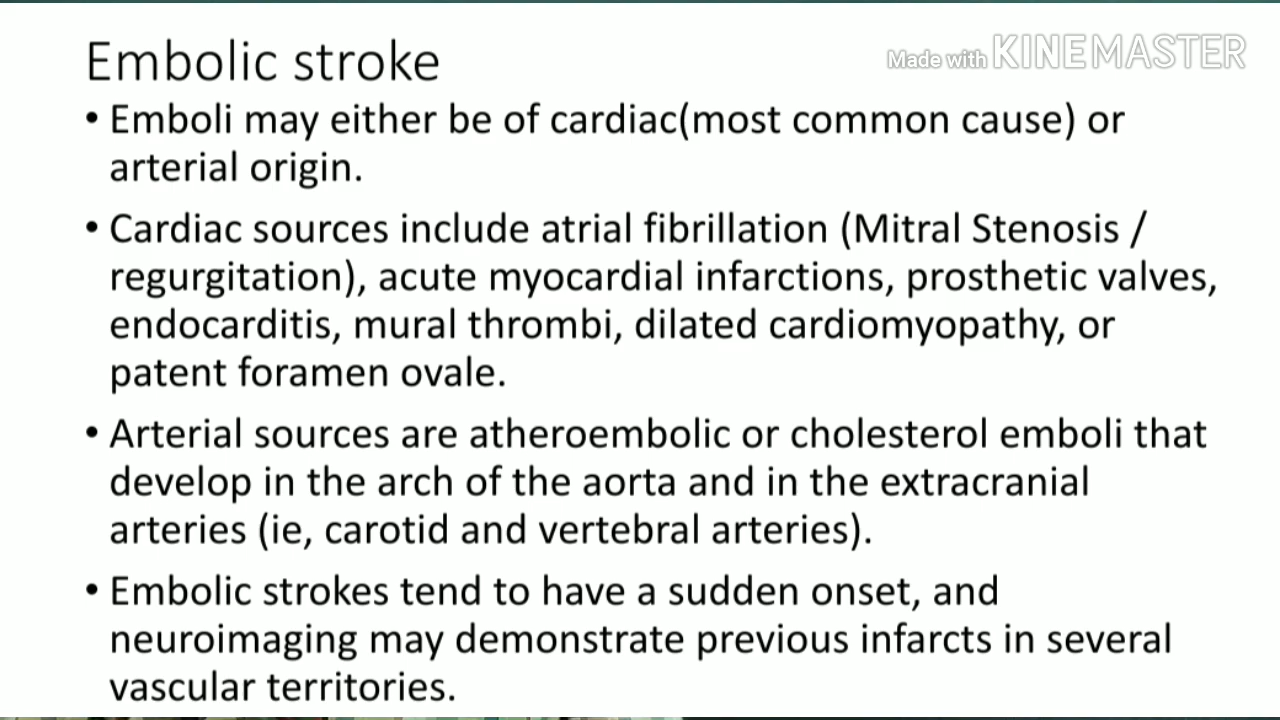 Embolic stroke
Made with KINEMASTER
• Emboli may either be of cardiac(most common cause) or
arterial origin.
• Cardiac sources include atrial fibrillation (Mitral Stenosis /
regurgitation), acute myocardial infarctions, prosthetic valves,
endocarditis, mural thrombi, dilated cardiomyopathy, or
patent foramen ovale.
• Arterial sources are atheroembolic or cholesterol emboli that
develop in the arch of the aorta and in the extracranial
arteries (ie, carotid and vertebral arteries).
• Embolic strokes tend to have a sudden onset, and
neuroimaging may demonstrate previous infarcts in several
vascular territories.